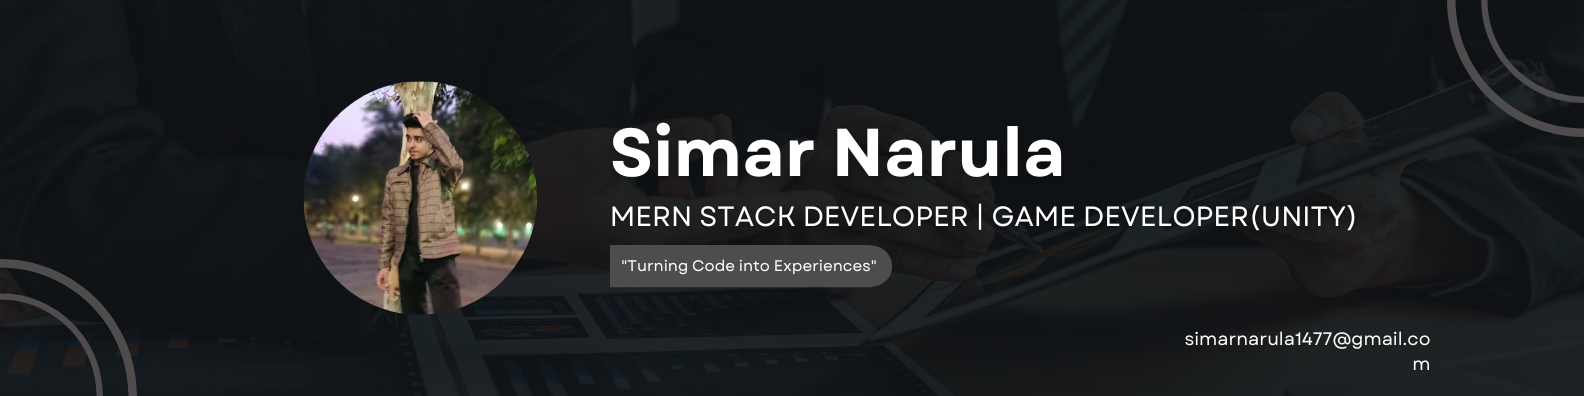 Simar Narula
MERN STACK DEVELOPER | GAME DEVELOPER(UNITY)
"Turning Code into Experiences"
simarnarula1477@gmail.co
m